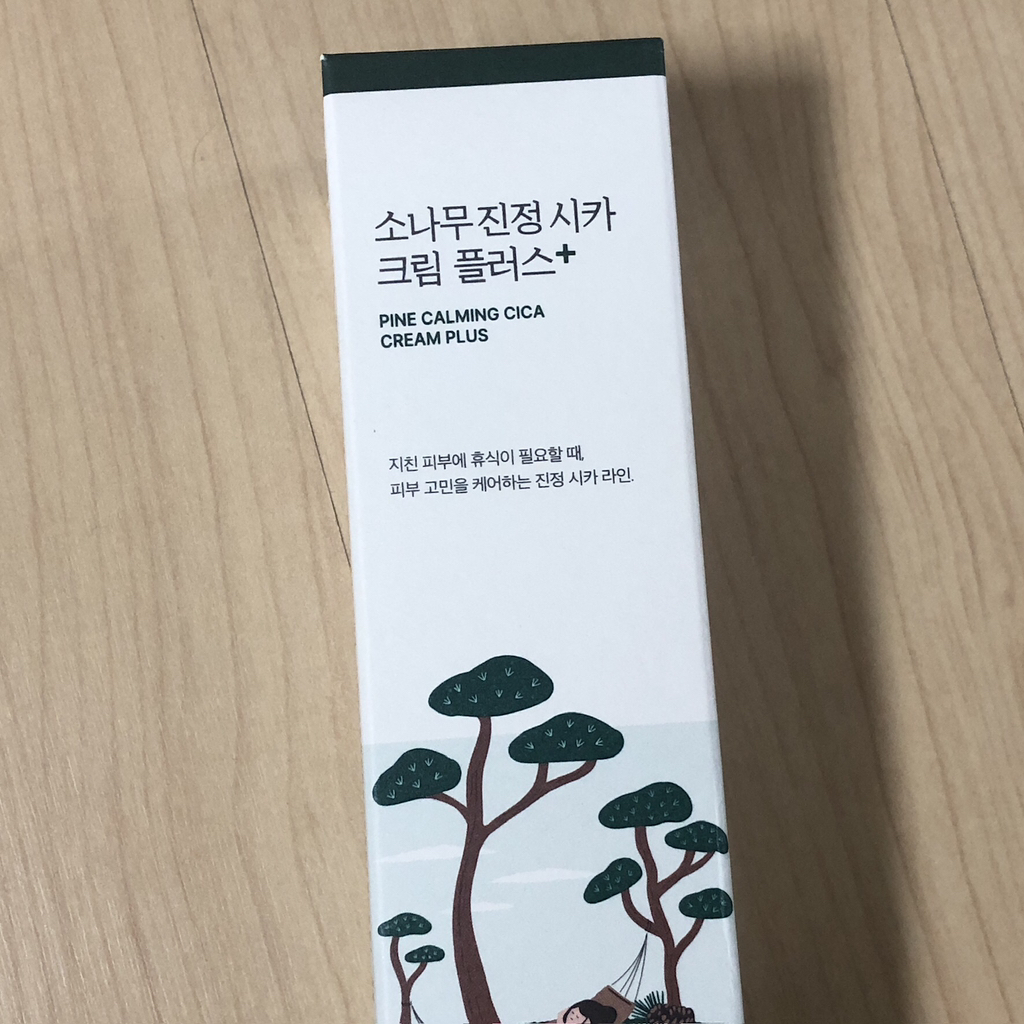 소나무 진정 시카
크림 플러스+
PINE CALMING CICA
CREAM PLUS
지친 피부에 휴식이 필요할 때,
피부 고민을 케어하는 진정 시카 라인.